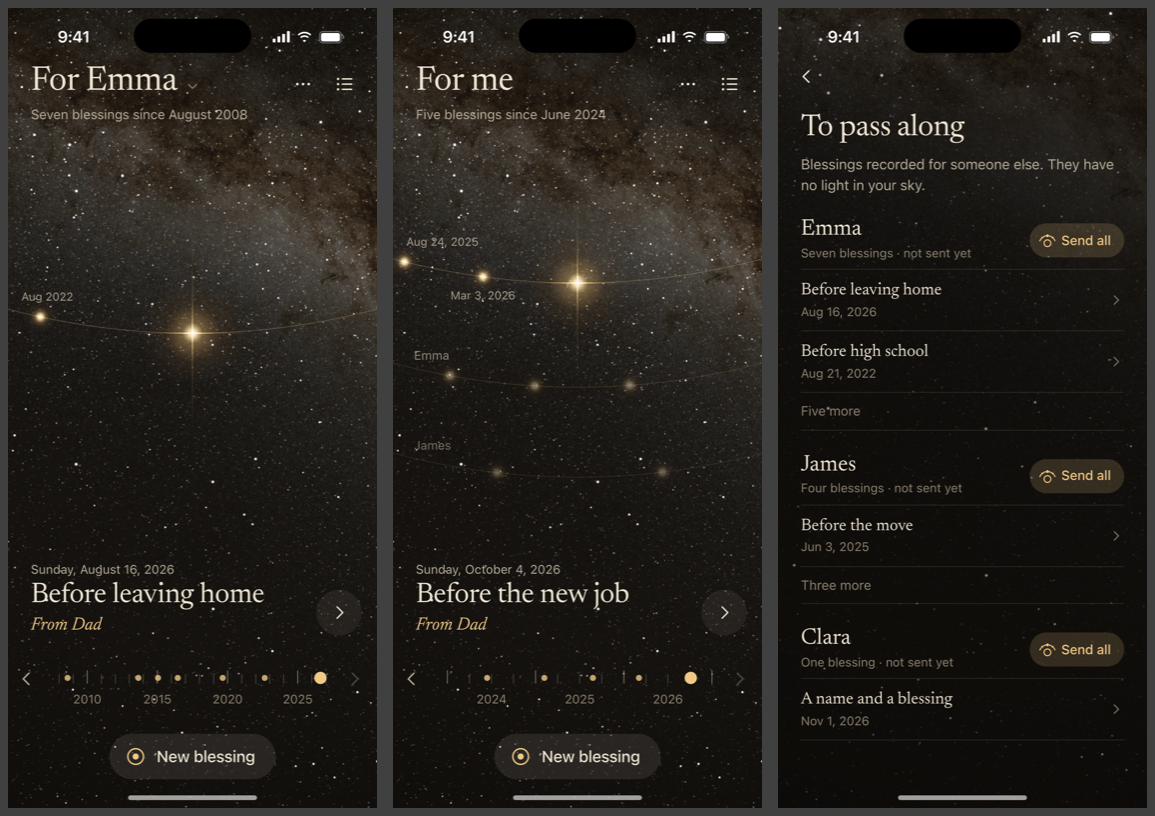 9:41
For Emma
Seven blessings since August 2008
Aug 2022
Sunday, August 16, 2026
Before leaving home
From Dad
2010 2015 2020 2025
New blessing
9:41
For me
Five blessings since June 2024
Aug 24, 2025
Mar 3, 2026
Emma
James
Sunday, October 4, 2026
Before the new job
From Dad
2024 2025 2026
New blessing
9:41
To pass along
Blessings recorded for someone else. They have
no light in your sky.
Emma
Seven blessings · not sent yet
Send all
Before leaving home
Aug 16, 2026
Before high school
Aug 21, 2022
Five more
James
Four blessings · not sent yet
Send all
Before the move
Jun 3, 2025
Three more
Clara
One blessing · not sent yet
Send all
A name and a blessing
Nov 1, 2026